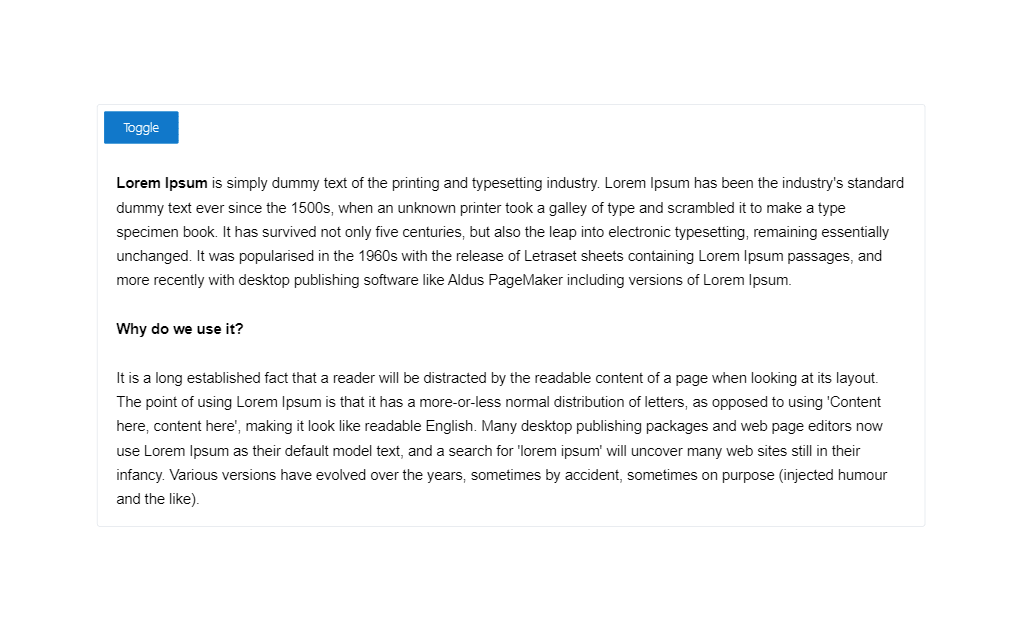 Toggle
Lorem Ipsum is simply dummy text of the printing and typesetting industry. Lorem Ipsum has been the industry's standard
dummy text ever since the 1500s, when an unknown printer took a galley of type and scrambled it to make a type
specimen book. It has survived not only five centuries, but also the leap into electronic typesetting, remaining essentially
unchanged. It was popularised in the 1960s with the release of Letraset sheets containing Lorem Ipsum passages, and
more recently with desktop publishing software like Aldus PageMaker including versions of Lorem Ipsum.
Why do we use it?
It is a long established fact that a reader will be distracted by the readable content of a page when looking at its layout.
The point of using Lorem Ipsum is that it has a more-or-less normal distribution of letters, as opposed to using 'Content
here, content here', making it look like readable English. Many desktop publishing packages and web page editors now
use Lorem Ipsum as their default model text, and a search for 'lorem ipsum' will uncover many web sites still in their
infancy. Various versions have evolved over the years, sometimes by accident, sometimes on purpose (injected humour
and the like).